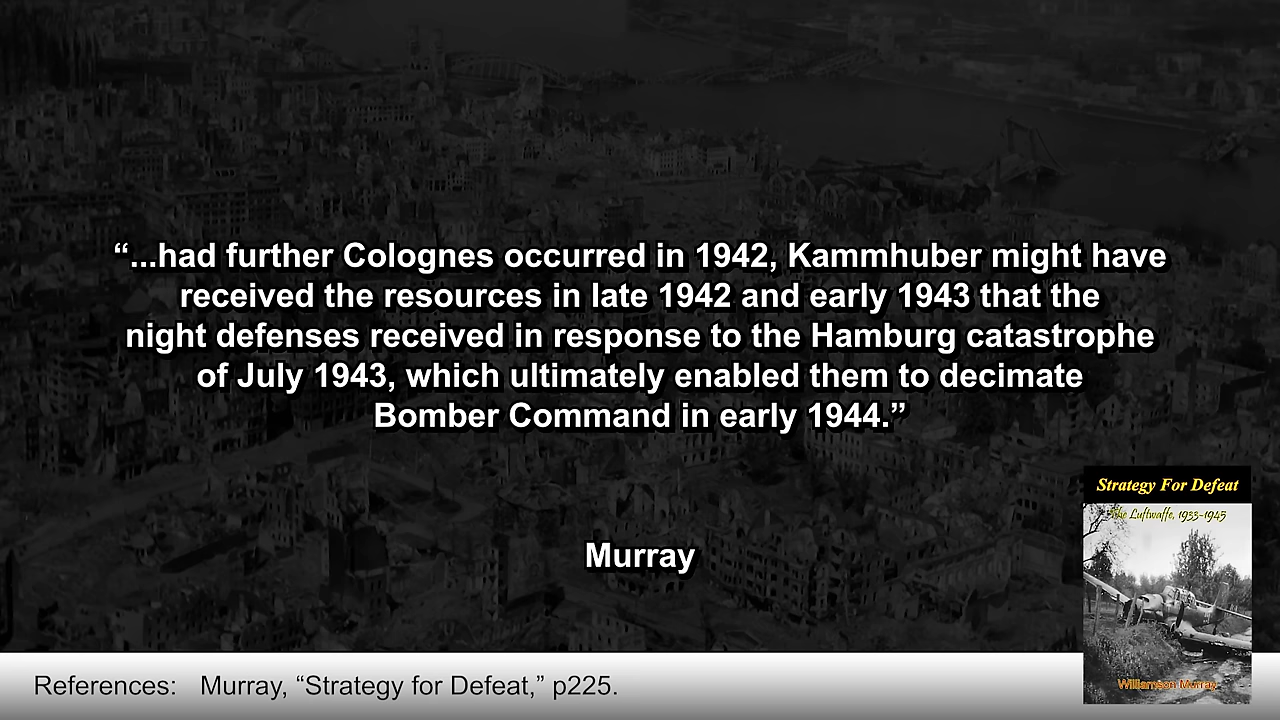 “...had further Colognes occurred in 1942, Kammhuber might have
received the resources in late 1942 and early 1943 that the
night defenses received in response to the Hamburg catastrophe
of July 1943, which ultimately enabled them to decimate
Bomber Command in early 1944.”
Murray
Strategy For Defeat
The Luftwaffe, 1933-1945
Williamson Murray
References: Murray, “Strategy for Defeat,” p225.